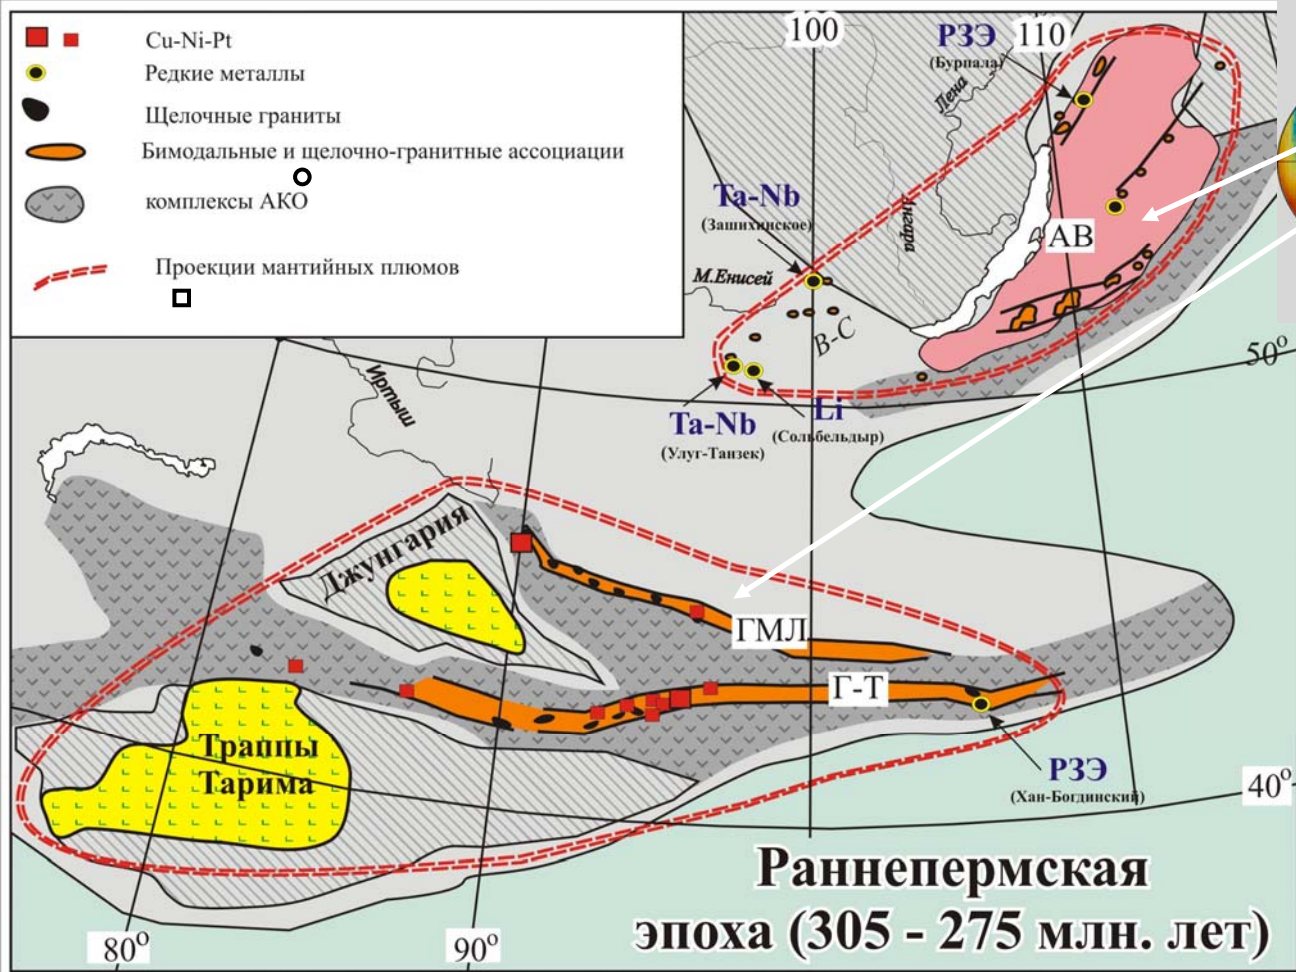 Cu-Ni-Pt
Редкие металлы
Щелочные граниты
Бимодальные и щелочно-гранитные ассоциации
комплексы АКО
Проекции мантийных плюмов
100
РЗЭ
110
(Бурпала)
Лена
Ta-Nb
(Зашихинское)
Ангара
АВ
М.Енисей
В-С
50°
Иртыш
Ta-Nb
(Улуг-Танзек)
Li
(Сольбельдыр)
Джунгария
ГМЛ
Г-Т
Траппы
Тарима
РЗЭ
(Хан-Богдинский)
40°
Раннепермская
эпоха (305 - 275 млн. лет)
80°
90°